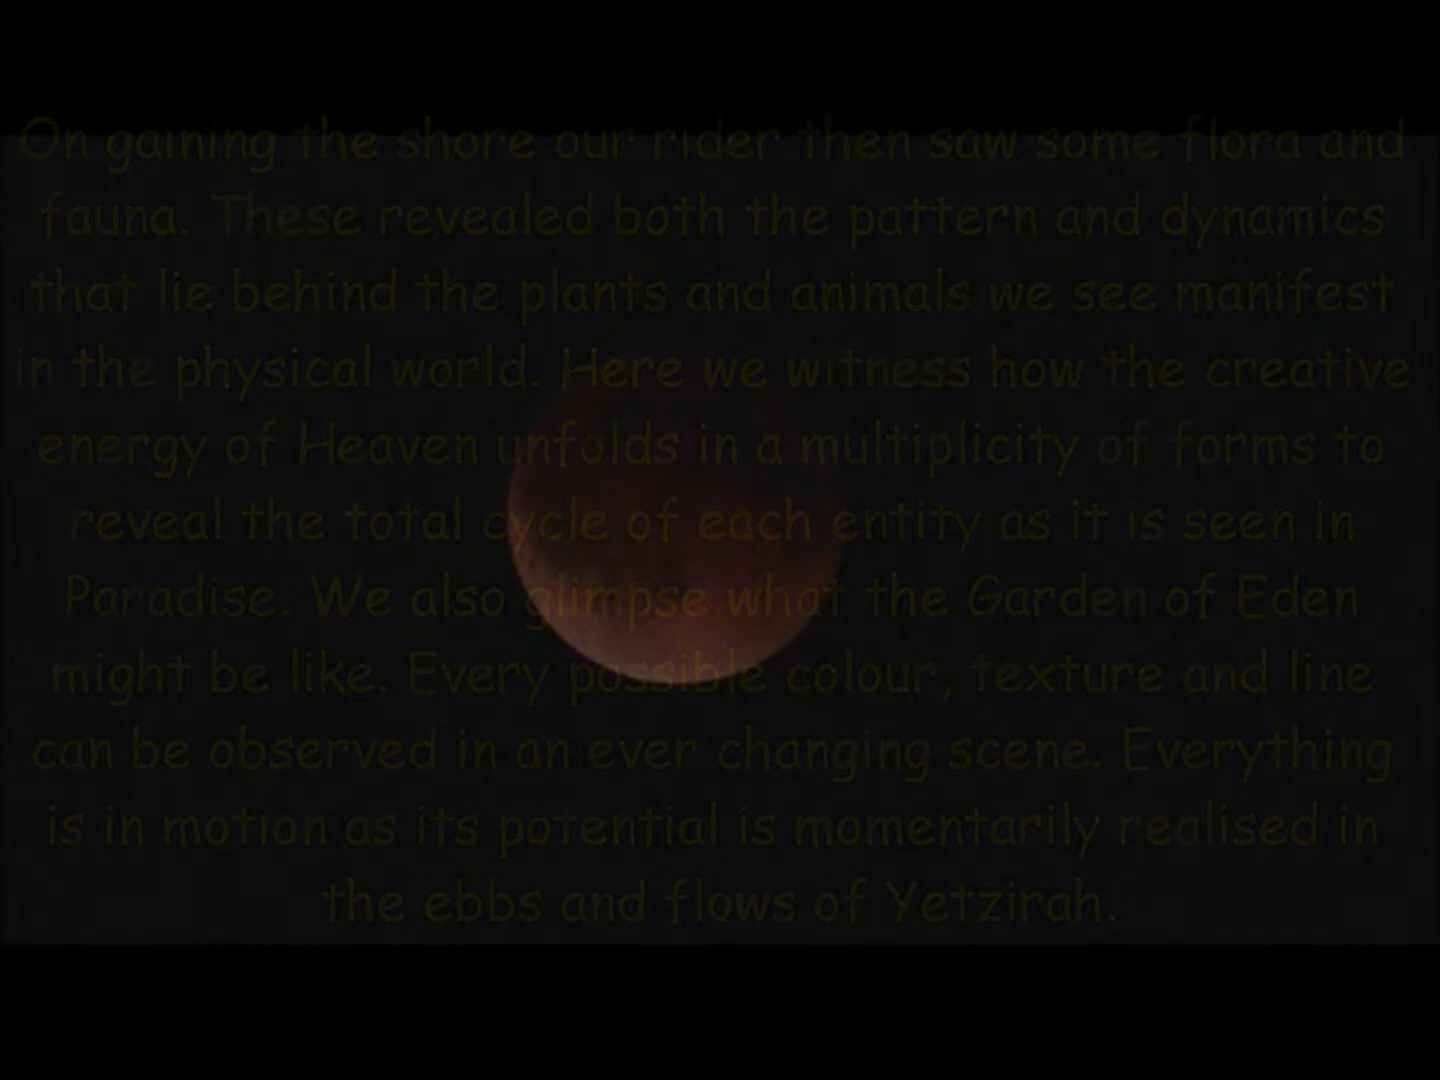 On gaining the shore our rider then saw some flora and
fauna. These revealed both the pattern and dynamics
that lie behind the plants and animals we see manifest
in the physical world. Here we witness how the creative
energy of Heaven unfolds in a multiplicity of forms to
reveal the total cycle of each entity as it is seen in
Paradise. We also glimpse what the Garden of Eden
might be like. Every possible colour, texture and line
can be observed in an ever changing scene. Everything
is in motion as its potential is momentarily realised in
the ebbs and flows of Yetzirah.